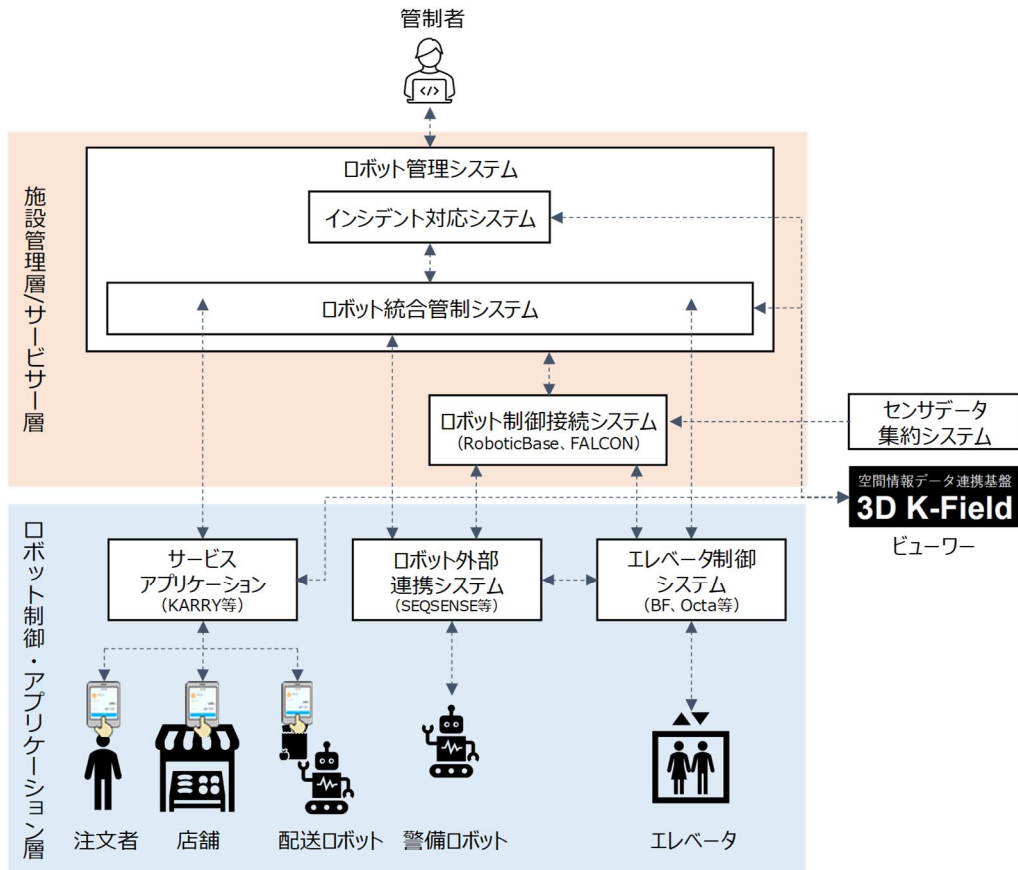 管制者
施設管理層/サービサー層
ロボット管理システム
インシデント対応システム
ロボット統合管制システム
ロボット制御接続システム
(RoboticBase、FALCON)
センサデータ
集約システム
空間情報データ連携基盤
3D K-Field
ビューワー
ロボット制御・アプリケーション層
サービス
アプリケーション
(KARRY等)
ロボット外部
連携システム
(SEQSENSE等)
エレベータ制御
システム
(BF、Octa等)
注文者
店舗
配送ロボット
警備ロボット
エレベータ